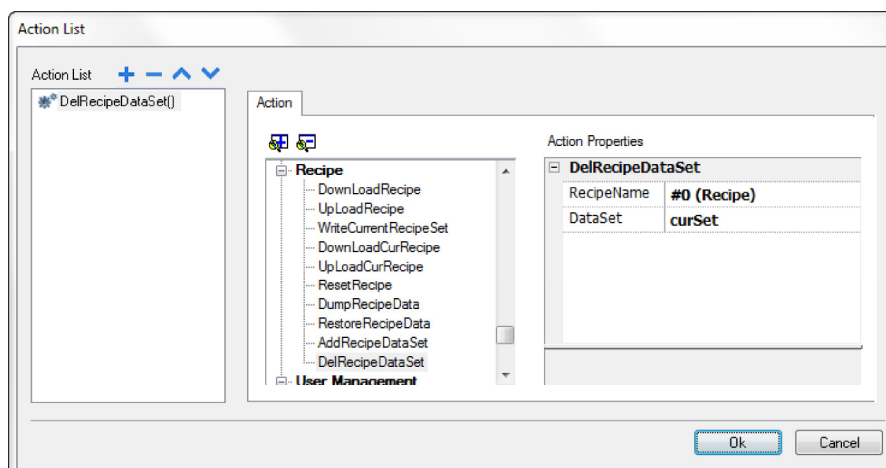 Action List
Action List
DelRecipeDataSet()
Action
Recipe
DownLoadRecipe
UpLoadRecipe
WriteCurrentRecipeSet
DownLoadCurRecipe
UpLoadCurRecipe
ResetRecipe
DumpRecipeData
RestoreRecipeData
AddRecipeDataSet
DelRecipeDataSet
User Management
Action Properties
DelRecipeDataSet
RecipeName #0 (Recipe)
DataSet curSet
Ok Cancel